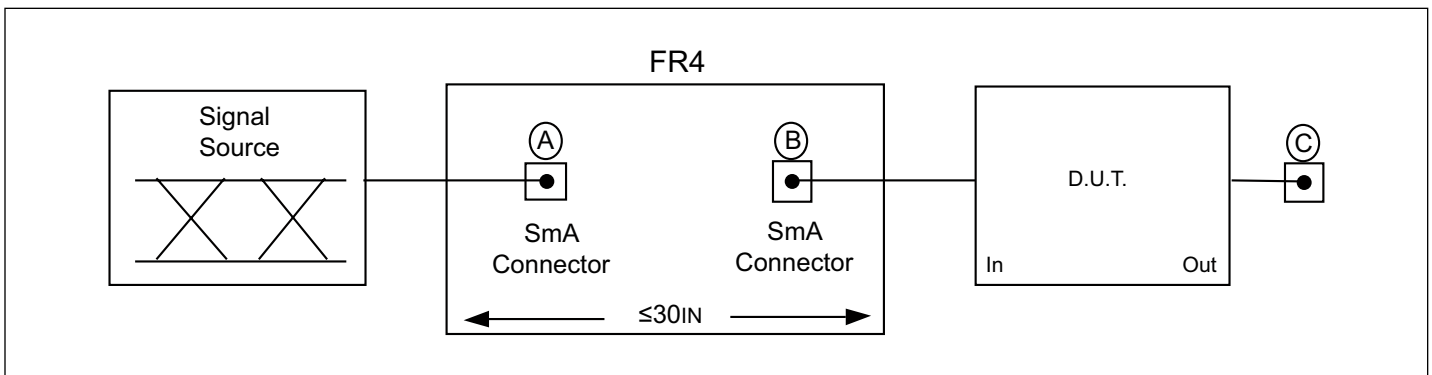 FR4
Signal
Source
A
B
C
D.U.T.
SmA
Connector
SmA
Connector
In
Out
≤30IN